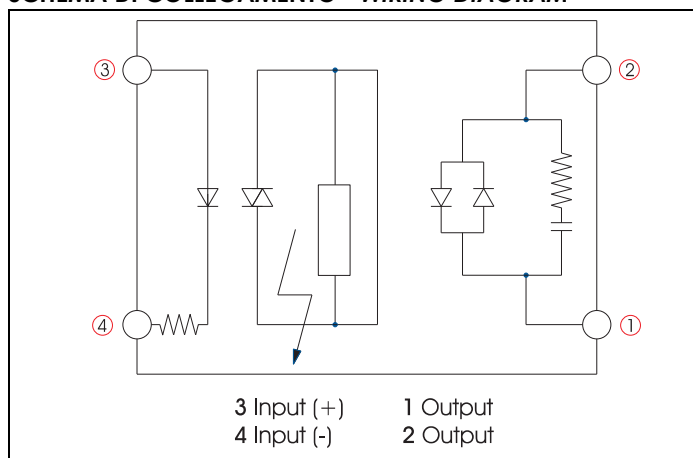 SCHEMA DI COLLEGAMENTO - WIRING DIAGRAM
3 2
4 1
3 Input (+) 1 Output
4 Input (-) 2 Output